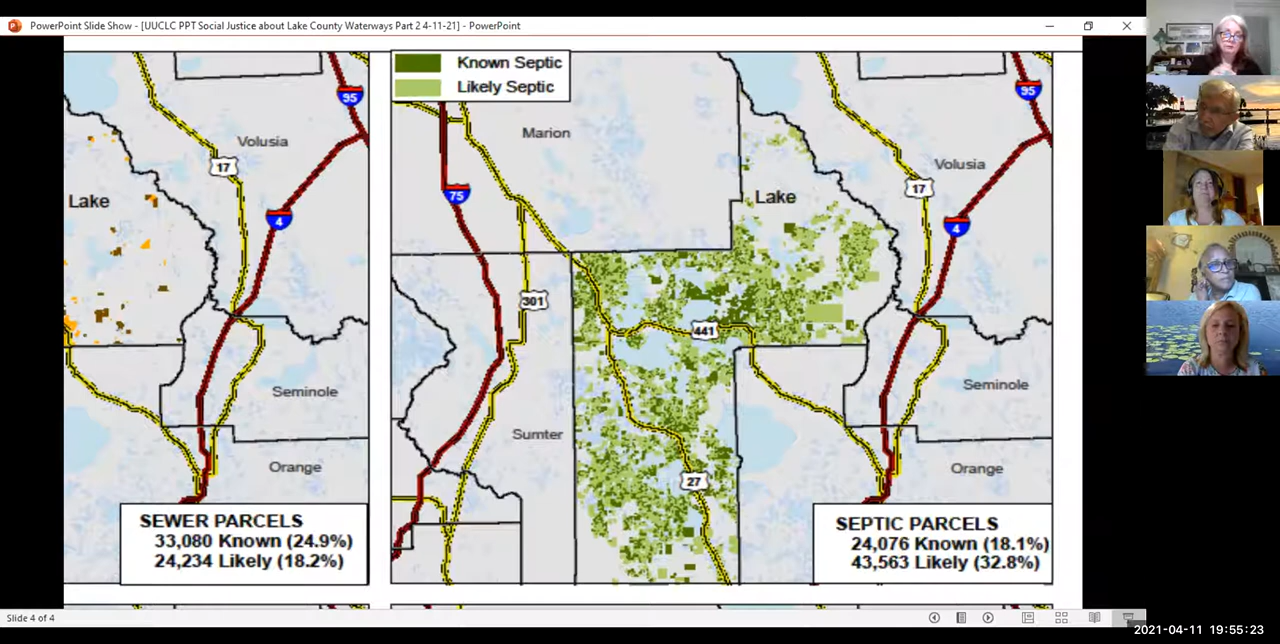 PowerPoint Slide Show - [UUCLC PPT Social Justice about Lake County Waterways Part 2 4-11-21] - PowerPoint
95
Volusia
17
Lake
4
Seminole
Orange
SEWER PARCELS
33,080 Known (24.9%)
24,234 Likely (18.2%)
Known Septic
Likely Septic
Marion
95
75
Volusia
17
Lake
4
301
441
Seminole
Sumter
Orange
27
SEPTIC PARCELS
24,076 Known (18.1%)
43,563 Likely (32.8%)
Slide 4 of 4
2021-04-11 19:55:23